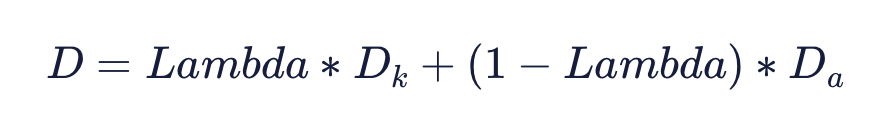 D = Lambda * D_k + (1 − Lambda) * D_a